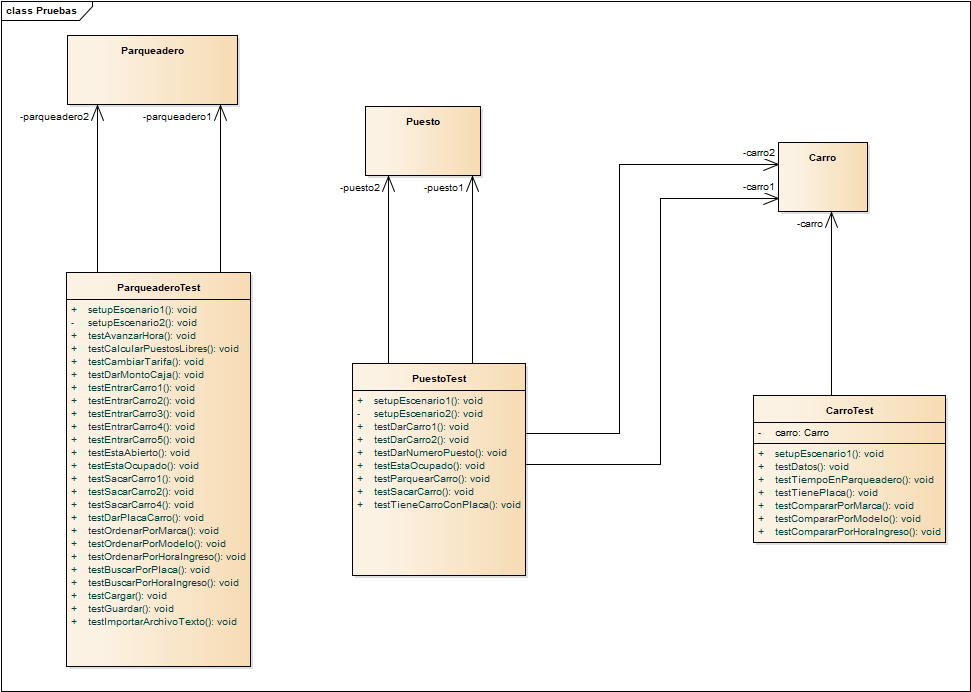 class Pruebas
Parqueadero
-parqueadero2
-parqueadero1
ParqueaderoTest
+ setupEscenario1(): void
- setupEscenario2(): void
+ testAvanzarHora(): void
+ testCalcularPuestosLibres(): void
+ testCambiarTarifa(): void
+ testDarMontoCaja(): void
+ testEntrarCarro1(): void
+ testEntrarCarro2(): void
+ testEntrarCarro3(): void
+ testEntrarCarro4(): void
+ testEntrarCarro5(): void
+ testEstaAbierto(): void
+ testEstaOcupado(): void
+ testSacarCarro1(): void
+ testSacarCarro2(): void
+ testSacarCarro4(): void
+ testDarPlacaCarro(): void
+ testOrdenarPorMarca(): void
+ testOrdenarPorModelo(): void
+ testOrdenarPorHoraIngreso(): void
+ testBuscarPorPlaca(): void
+ testBuscarPorHoraIngreso(): void
+ testCargar(): void
+ testGuardar(): void
+ testImportarArchivoTexto(): void
Puesto
-puesto2
-puesto1
PuestoTest
+ setupEscenario1(): void
- setupEscenario2(): void
+ testDarCarro1(): void
+ testDarCarro2(): void
+ testDarNumeroPuesto(): void
+ testEstaOcupado(): void
+ testParquearCarro(): void
+ testSacarCarro(): void
+ testTieneCarroConPlaca(): void
-carro2
-carro1
Carro
-carro
CarroTest
- carro: Carro
+ setupEscenario1(): void
+ testDatos(): void
+ testTiempoEnParqueadero(): void
+ testTienePlaca(): void
+ testCompararPorMarca(): void
+ testCompararPorModelo(): void
+ testCompararPorHoraIngreso(): void